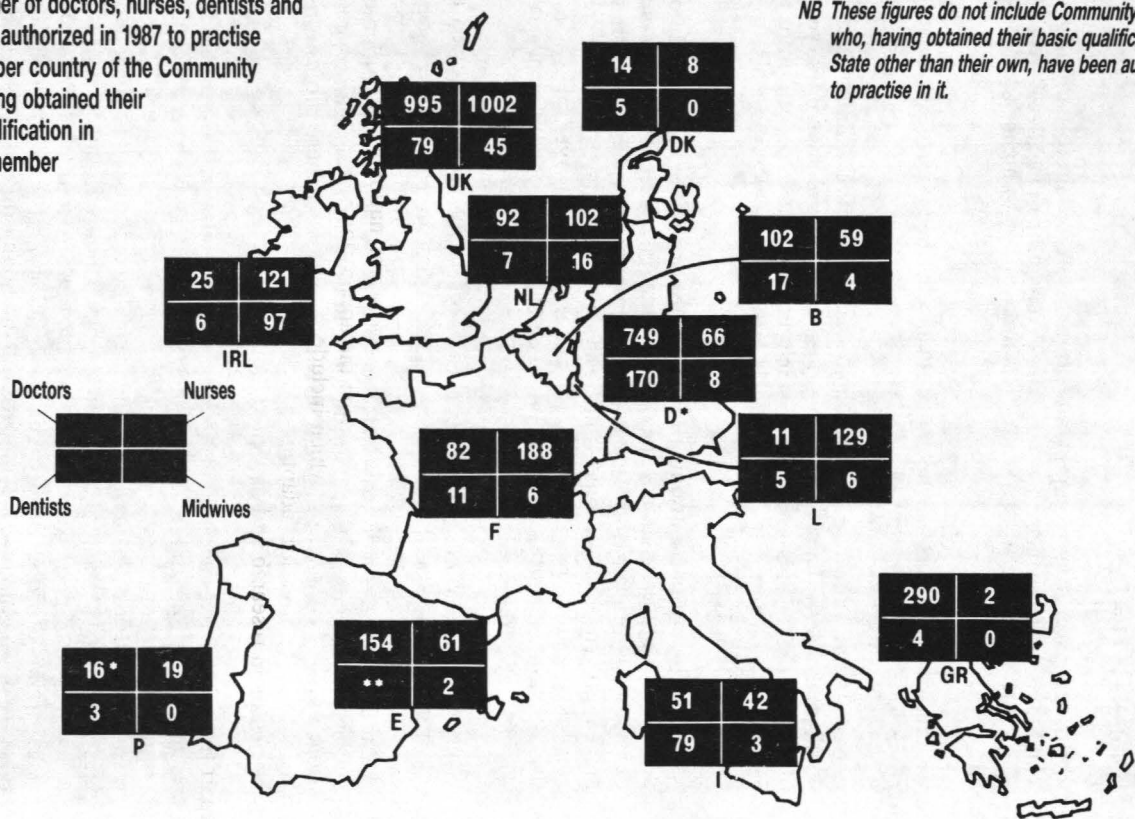 er of doctors, nurses, dentists and
authorized in 1987 to practise
ber country of the Community
ng obtained their
lification in
member
NB These figures do not include Community
who, having obtained their basic qualific
State other than their own, have been au
to practise in it.
14 8
5 0
DK
995 1002
79 45
UK
92 102
7 16
NL
102 59
17 4
B
25 121
6 97
IRL
749 66
170 8
D*
Doctors Nurses
Dentists Midwives
82 188
11 6
F
11 129
5 6
L
290 2
4 0
GR
154 61
** 2
E
16* 19
3 0
P
51 42
79 3
I